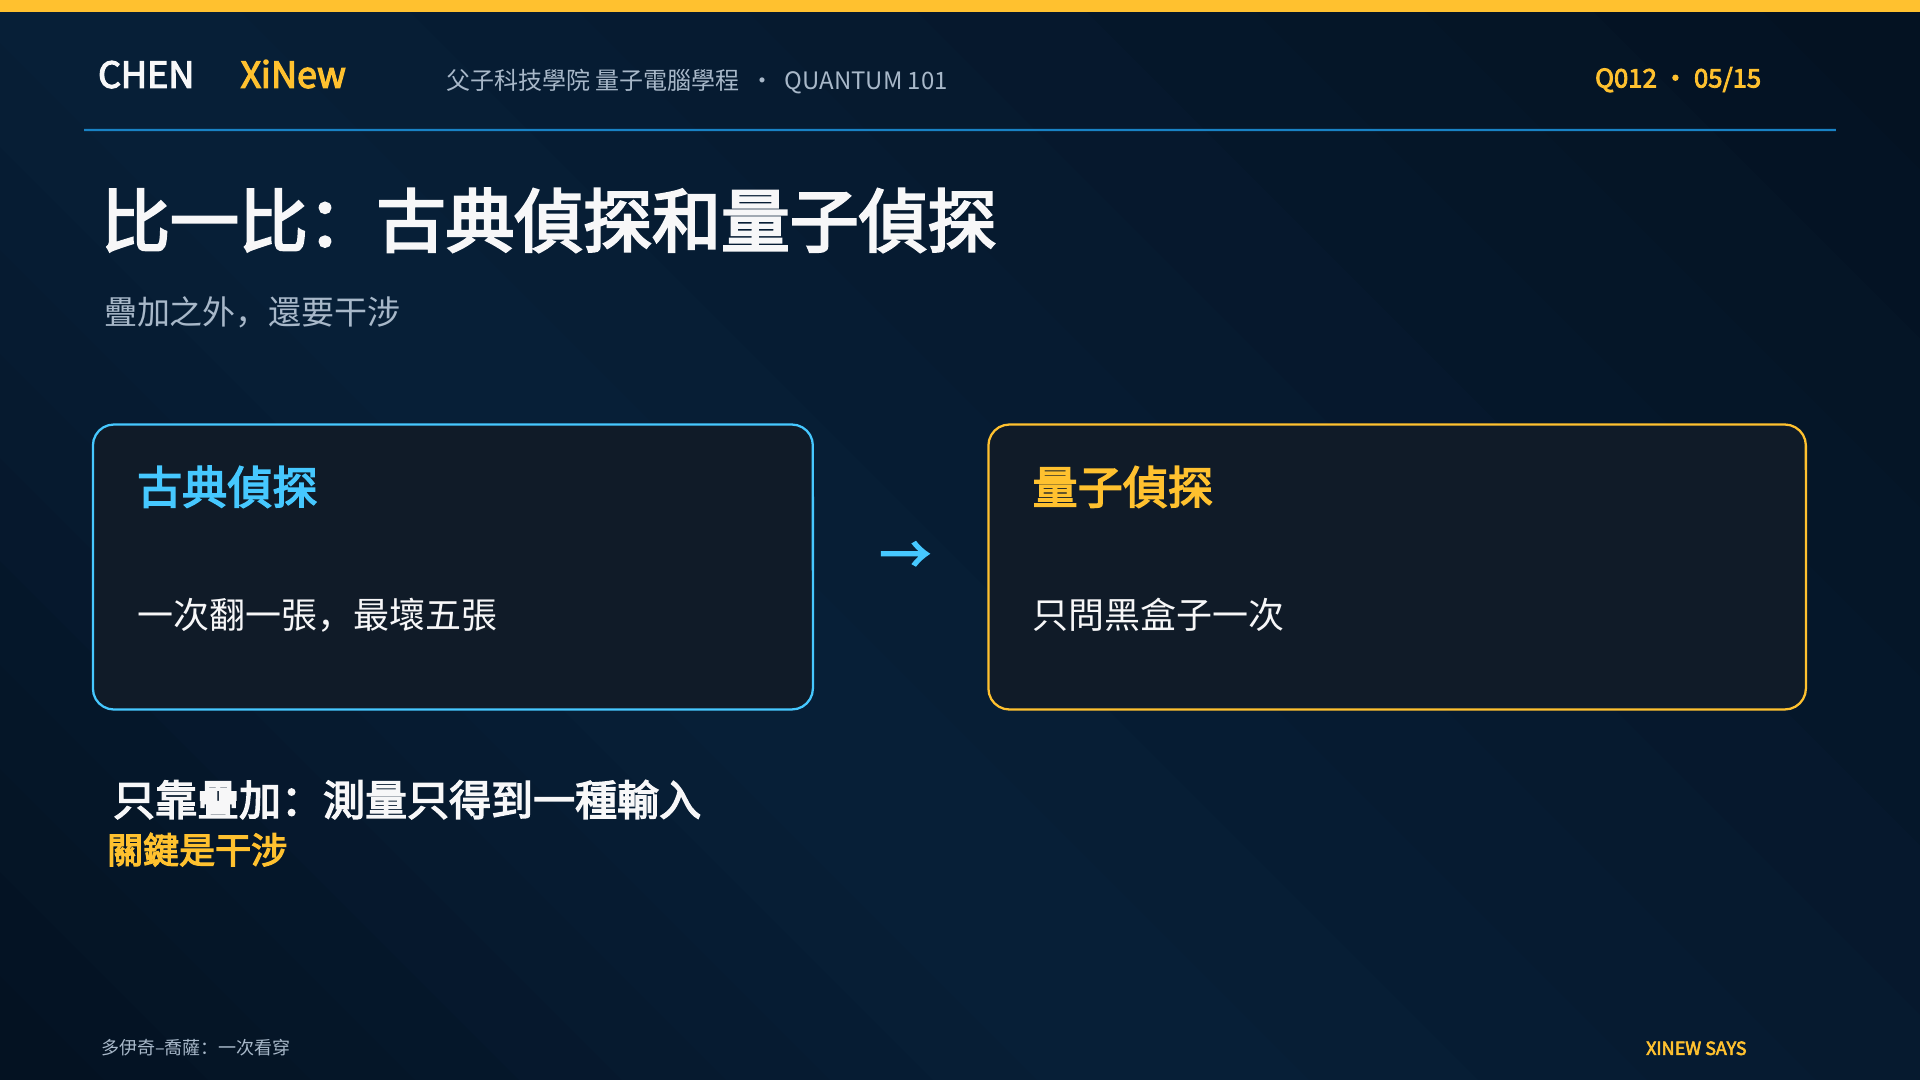 CHEN XiNew 父子科技學院 量子電腦學程 · QUANTUM 101 Q012 · 05/15
比一比：古典偵探和量子偵探
疊加之外，還要干涉
古典偵探
一次翻一張，最壞五張
→
量子偵探
只問黑盒子一次
只靠疊加：測量只得到一種輸入
關鍵是干涉
多伊奇–喬薩：一次看穿
XINEW SAYS